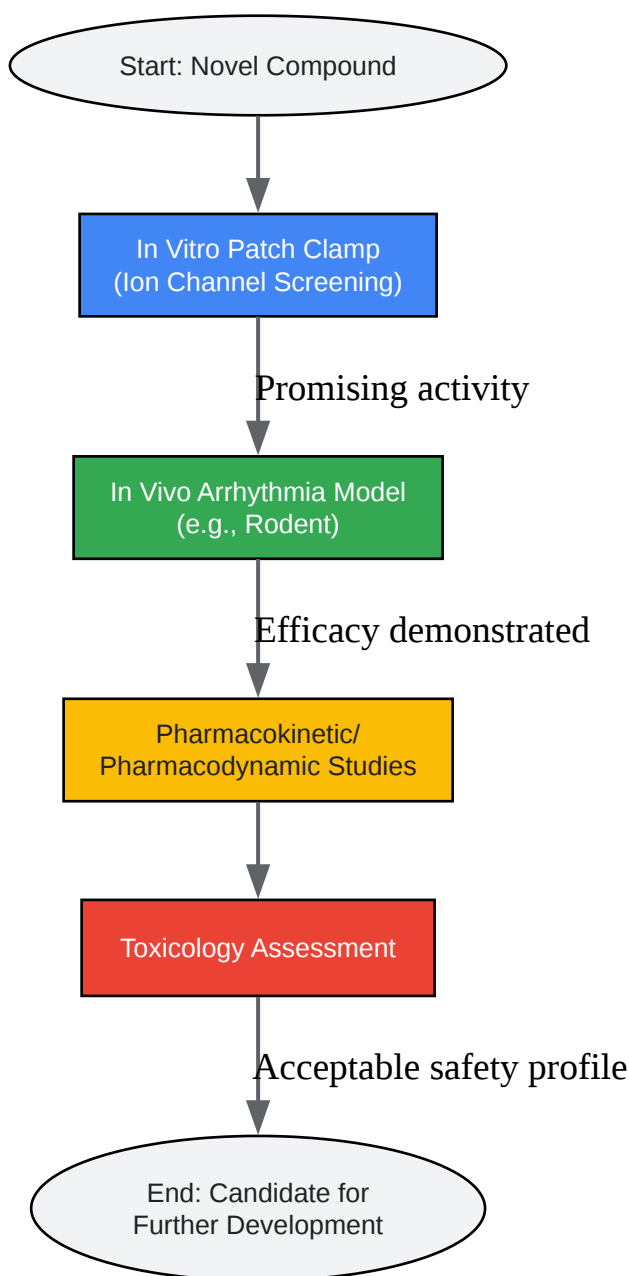 Start: Novel Compound
In Vitro Patch Clamp
(Ion Channel Screening)
Promising activity
In Vivo Arrhythmia Model
(e.g., Rodent)
Efficacy demonstrated
Pharmacokinetic/
Pharmacodynamic Studies
Toxicology Assessment
Acceptable safety profile
End: Candidate for
Further Development